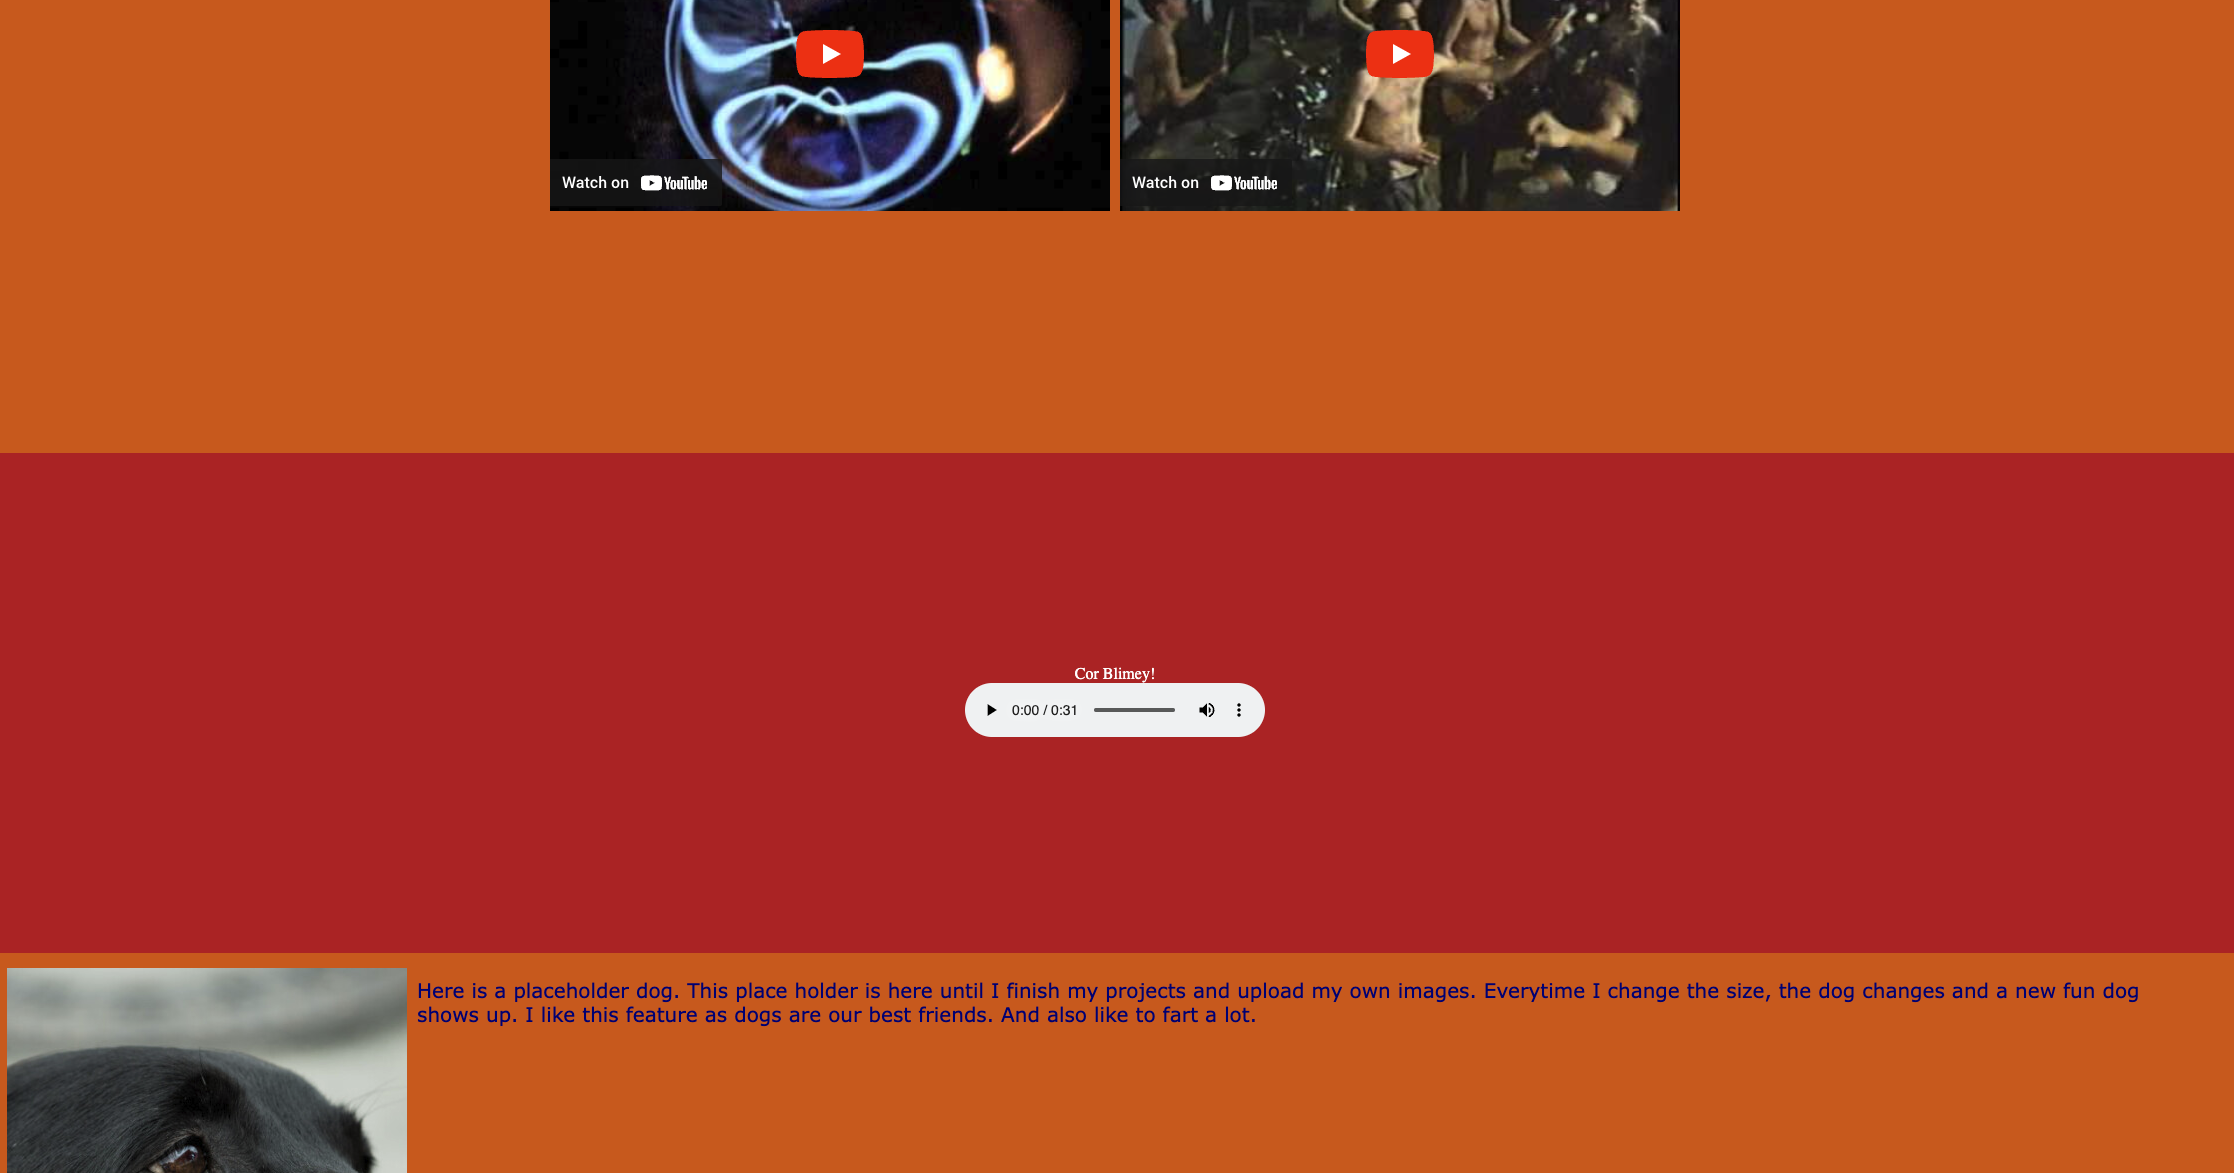 Watch on YouTube
Watch on YouTube
Cor Blimey!
0:00 / 0:31
Here is a placeholder dog. This place holder is here until I finish my projects and upload my own images. Everytime I change the size, the dog changes and a new fun dog
shows up. I like this feature as dogs are our best friends. And also like to fart a lot.